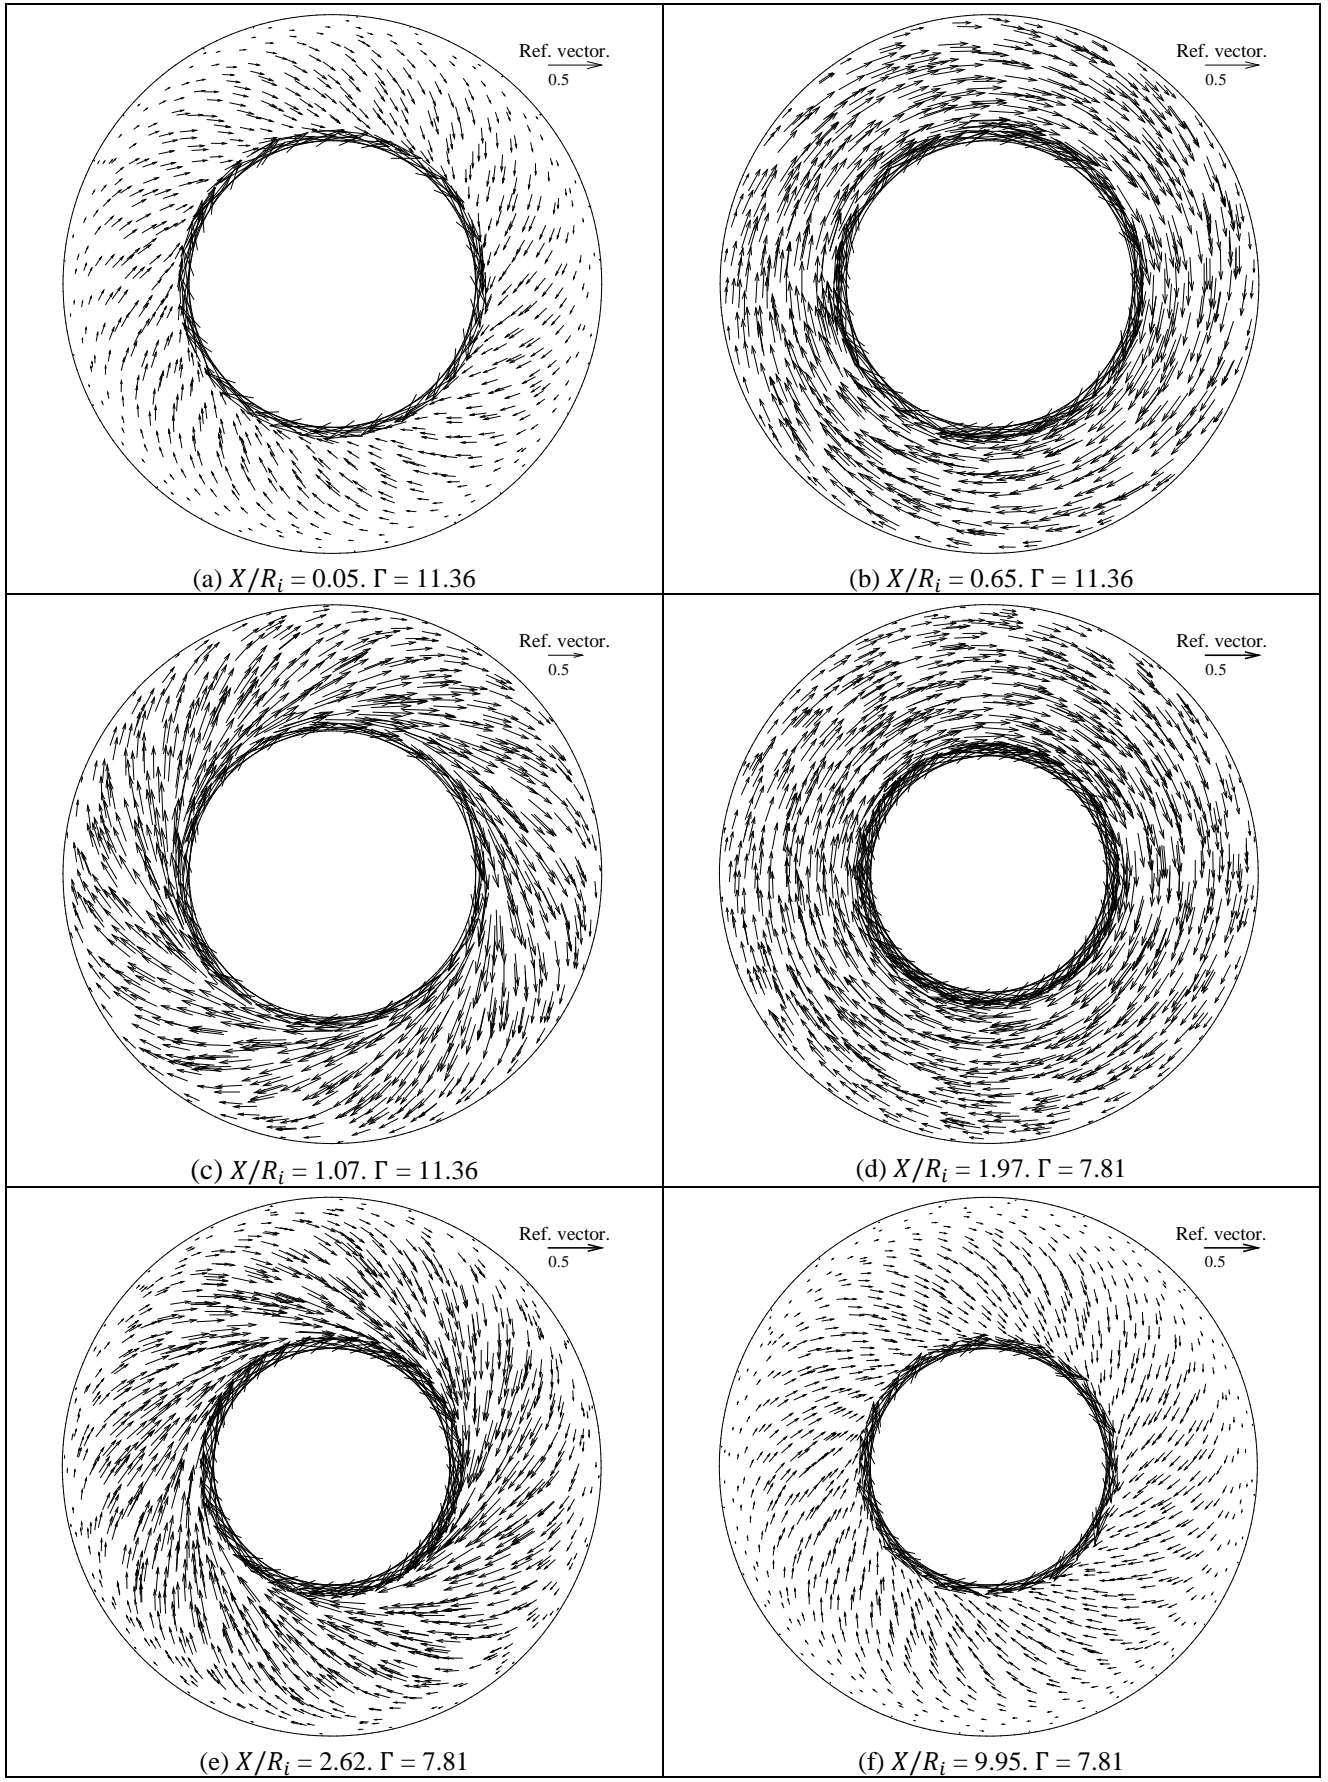 Ref. vector.
0.5
(a) X/R_i = 0.05. Γ = 11.36
Ref. vector.
0.5
(b) X/R_i = 0.65. Γ = 11.36
Ref. vector.
0.5
(c) X/R_i = 1.07. Γ = 11.36
Ref. vector.
0.5
(d) X/R_i = 1.97. Γ = 7.81
Ref. vector.
0.5
(e) X/R_i = 2.62. Γ = 7.81
Ref. vector.
0.5
(f) X/R_i = 9.95. Γ = 7.81